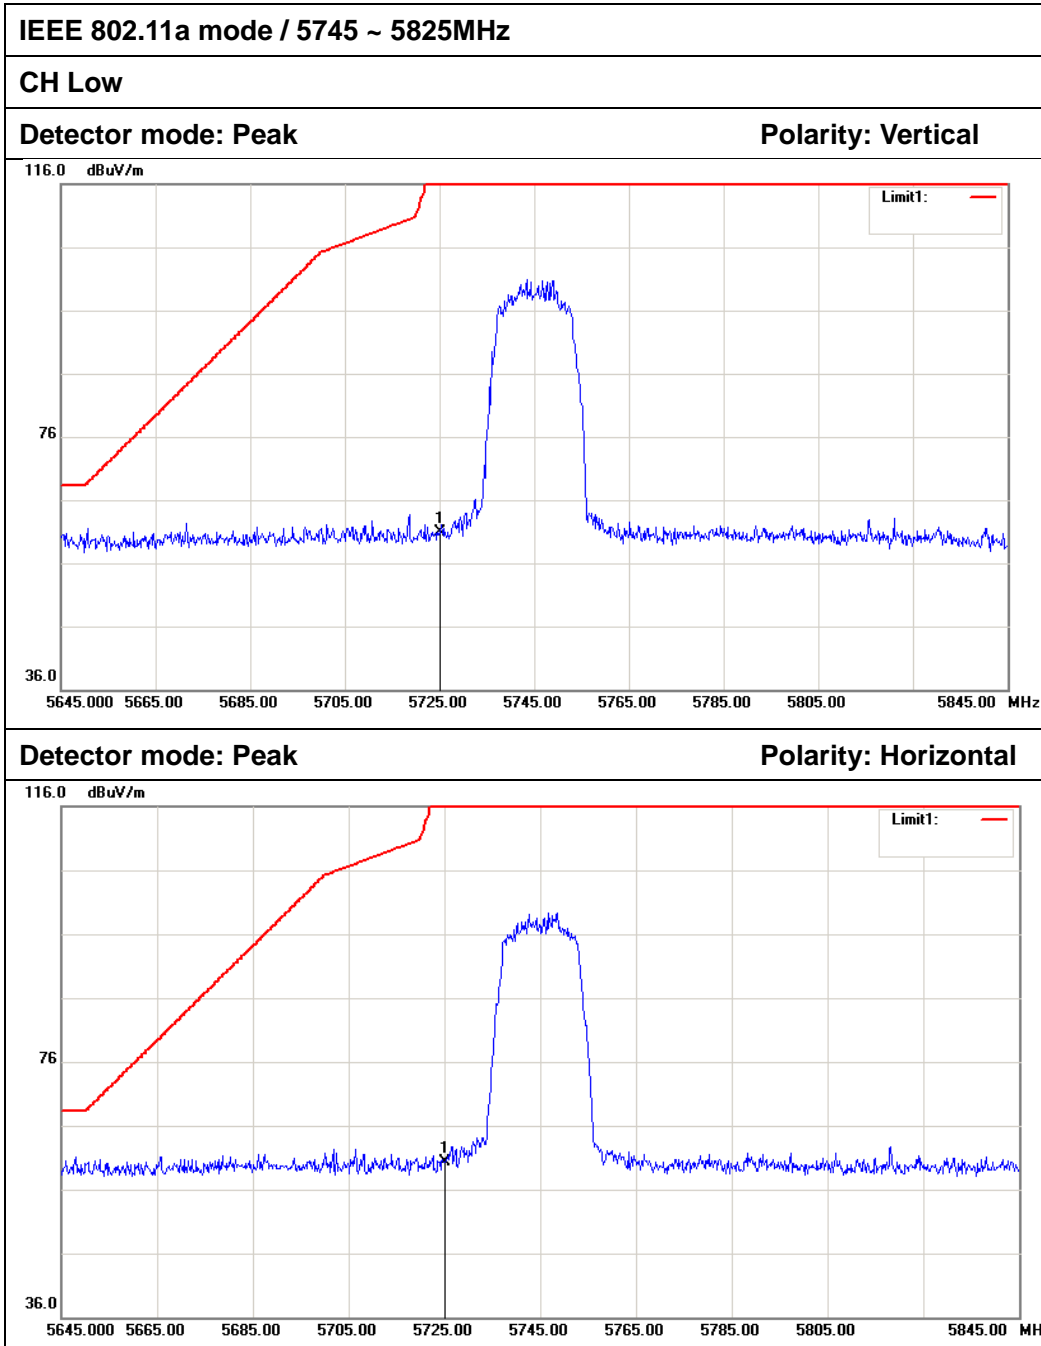 IEEE 802.11a mode / 5745 ~ 5825MHz
CH Low
Detector mode: Peak Polarity: Vertical
116.0 dBuV/m
Limit1:
76
1
36.0
5645.000 5665.00 5685.00 5705.00 5725.00 5745.00 5765.00 5785.00 5805.00 5845.00 MHz
Detector mode: Peak Polarity: Horizontal
116.0 dBuV/m
Limit1:
76
1
36.0
5645.000 5665.00 5685.00 5705.00 5725.00 5745.00 5765.00 5785.00 5805.00 5845.00 MH